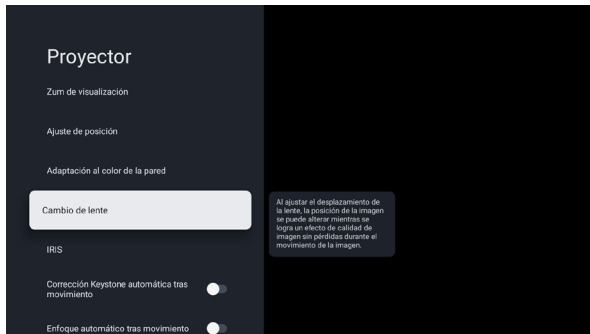 Proyector
Zum de visualización
Ajuste de posición
Adaptación al color de la pared
Cambio de lente
Al ajustar el desplazamiento de
la lente, la posición de la imagen
se puede alterar mientras se
logra un efecto de calidad de
imagen sin pérdidas durante el
movimiento de la imagen.
IRIS
Corrección Keystone automática tras
movimiento
Enfoque automático tras movimiento